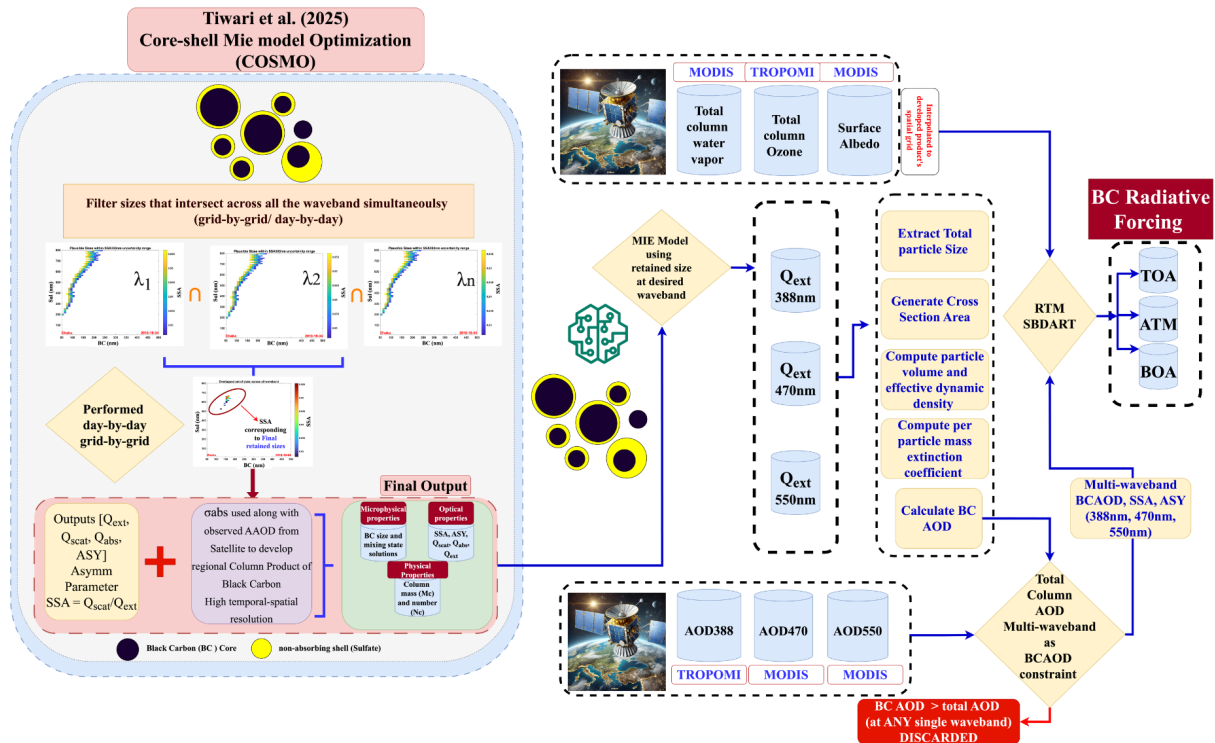 Tiwari et al. (2025)
Core-shell Mie model Optimization
(COSMO)
Filter sizes that intersect across all the waveband simultaneoulsy
(grid-by-grid/ day-by-day)
λ1
∩
λ2
∩
λn
Sul (nm)
BC (nm)
SSA
Performed
day-by-day
grid-by-grid
SSA
corresponding
to Final
retained sizes
Sul (nm)
BC (nm)
SSA
Final Output
Outputs [Qext,
Qscat, Qabs,
ASY]
Asymm
Parameter
SSA = Qscat/Qext
+
σabs used along with
observed AAOD from
Satellite to develop
regional Column Product of
Black Carbon
High temporal-spatial
resolution
Microphysical
properties
BC size and
mixing state
solutions
Optical
properties
SSA, ASY,
Qscat, Qabs,
Qext
Physical
Properties
Column
mass (Mc)
and number
(Nc)
Black Carbon (BC ) Core
non-absorbing shell (Sulfate)
MODIS
TROPOMI
MODIS
Total
column
water
vapor
Total
column
Ozone
Surface
Albedo
Interpolated to
developed product's
spatial grid
MIE Model
using
retained size
at desired
waveband
Qext
388nm
Qext
470nm
Qext
550nm
Extract Total
particle Size
Generate Cross
Section Area
Compute particle
volume and
effective dynamic
density
Compute per
particle mass
extinction
coefficient
Calculate BC
AOD
RTM
SBDART
BC Radiative
Forcing
TOA
ATM
BOA
Multi-waveband
BCAOD, SSA, ASY
(388nm, 470nm,
550nm)
AOD388
AOD470
AOD550
TROPOMI
MODIS
MODIS
Total
Column
AOD
Multi-waveband
as
BCAOD
constraint
BC AOD > total AOD
(at ANY single waveband)
DISCARDED